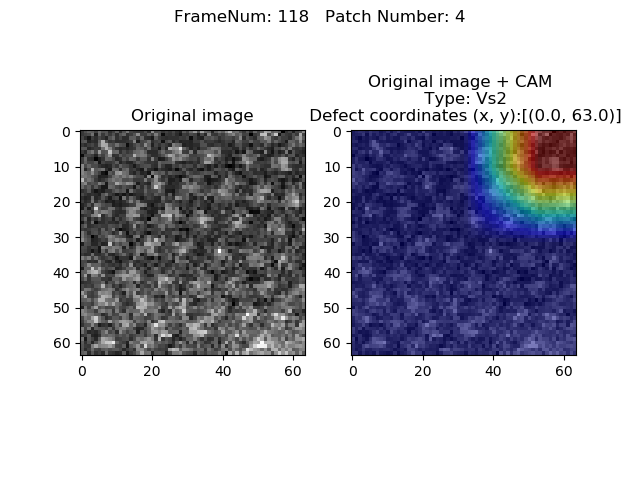 FrameNum: 118   Patch Number: 4
Original image
0
10
20
30
40
50
60
0 20 40 60
Original image + CAM
Type: Vs2
Defect coordinates (x, y):[(0.0, 63.0)]
0
10
20
30
40
50
60
0 20 40 60